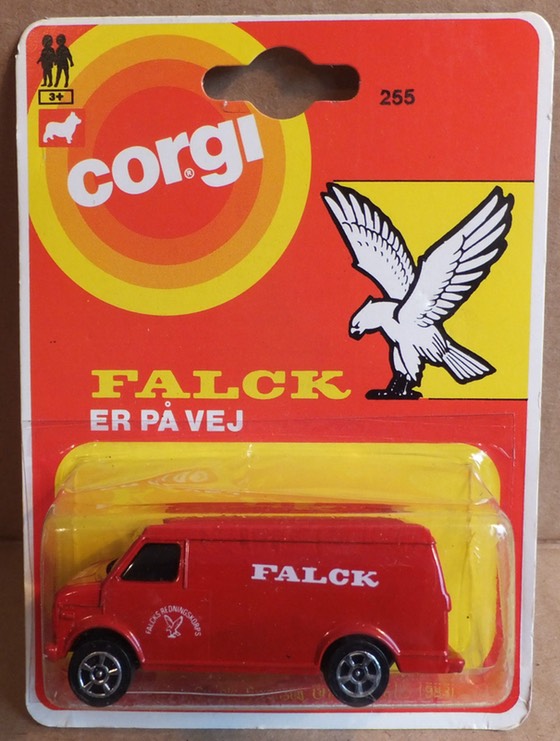 3+
255
corgi®
FALCK
ER PÅ VEJ
FALCK
FALCKS REDNINGSKORPS